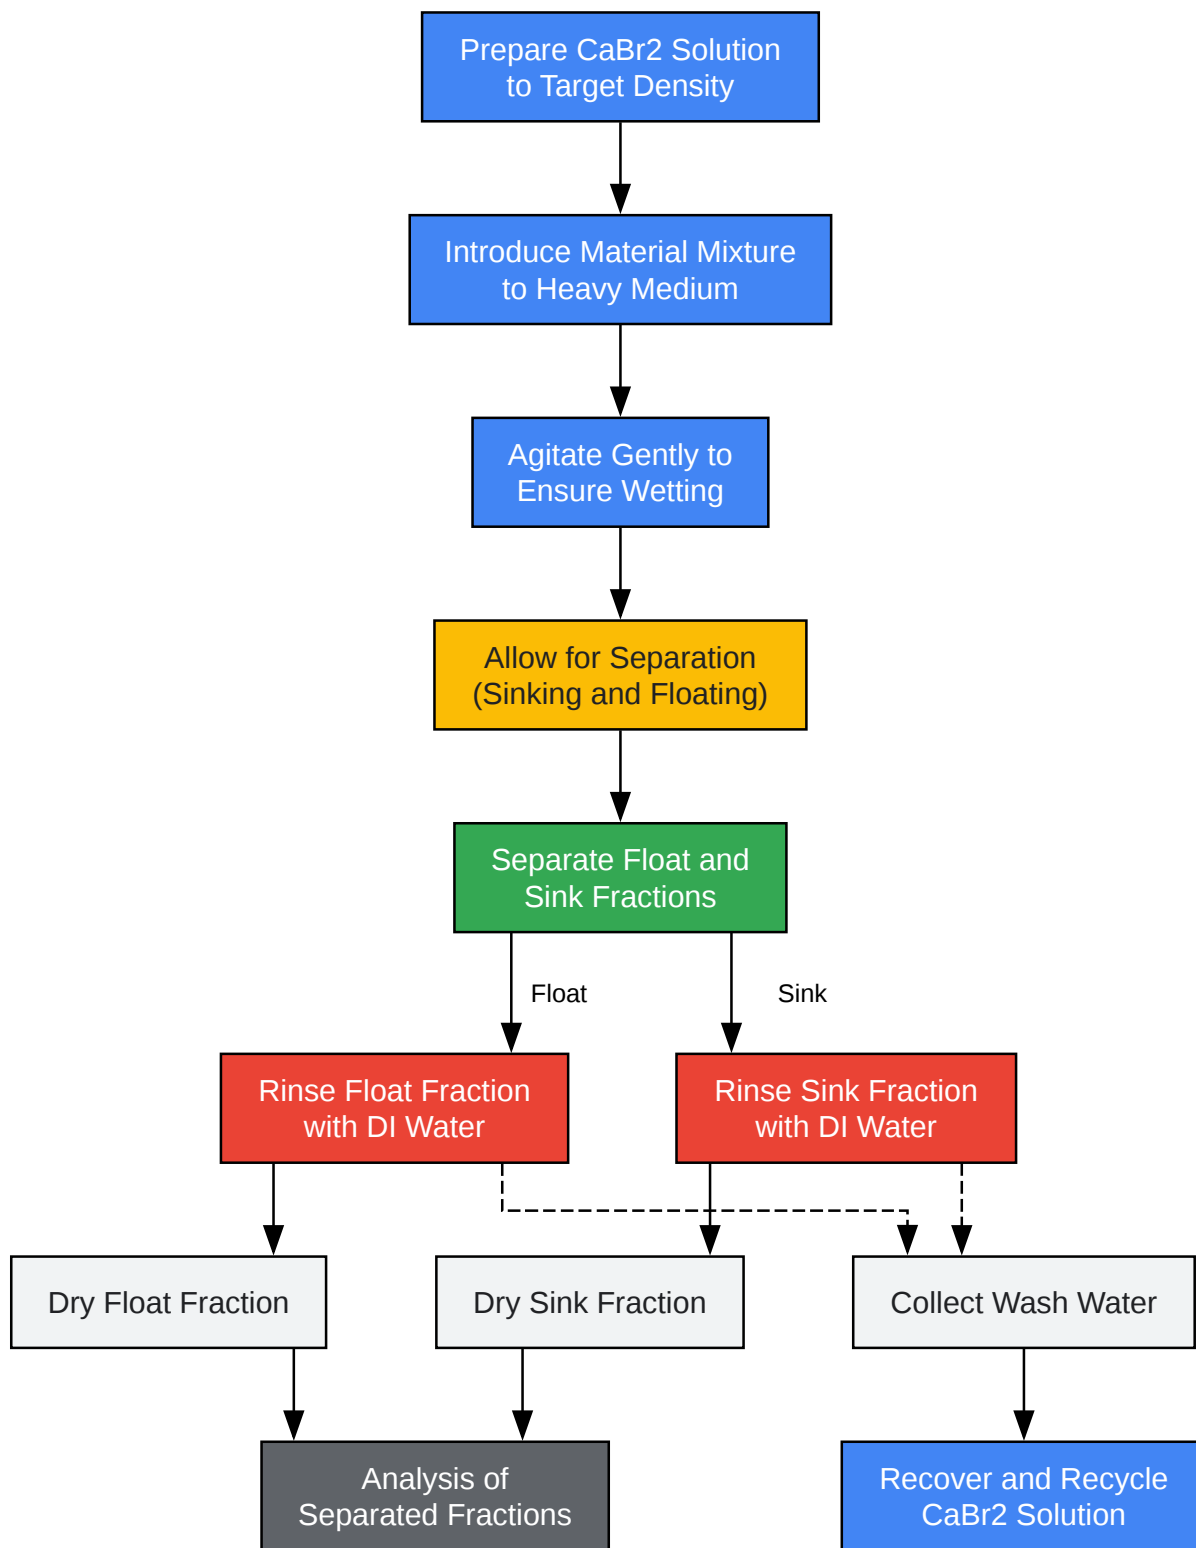 Prepare CaBr2 Solution
to Target Density
Introduce Material Mixture
to Heavy Medium
Agitate Gently to
Ensure Wetting
Allow for Separation
(Sinking and Floating)
Separate Float and
Sink Fractions
Float
Sink
Rinse Float Fraction
with DI Water
Rinse Sink Fraction
with DI Water
Dry Float Fraction
Dry Sink Fraction
Collect Wash Water
Analysis of
Separated Fractions
Recover and Recycle
CaBr2 Solution